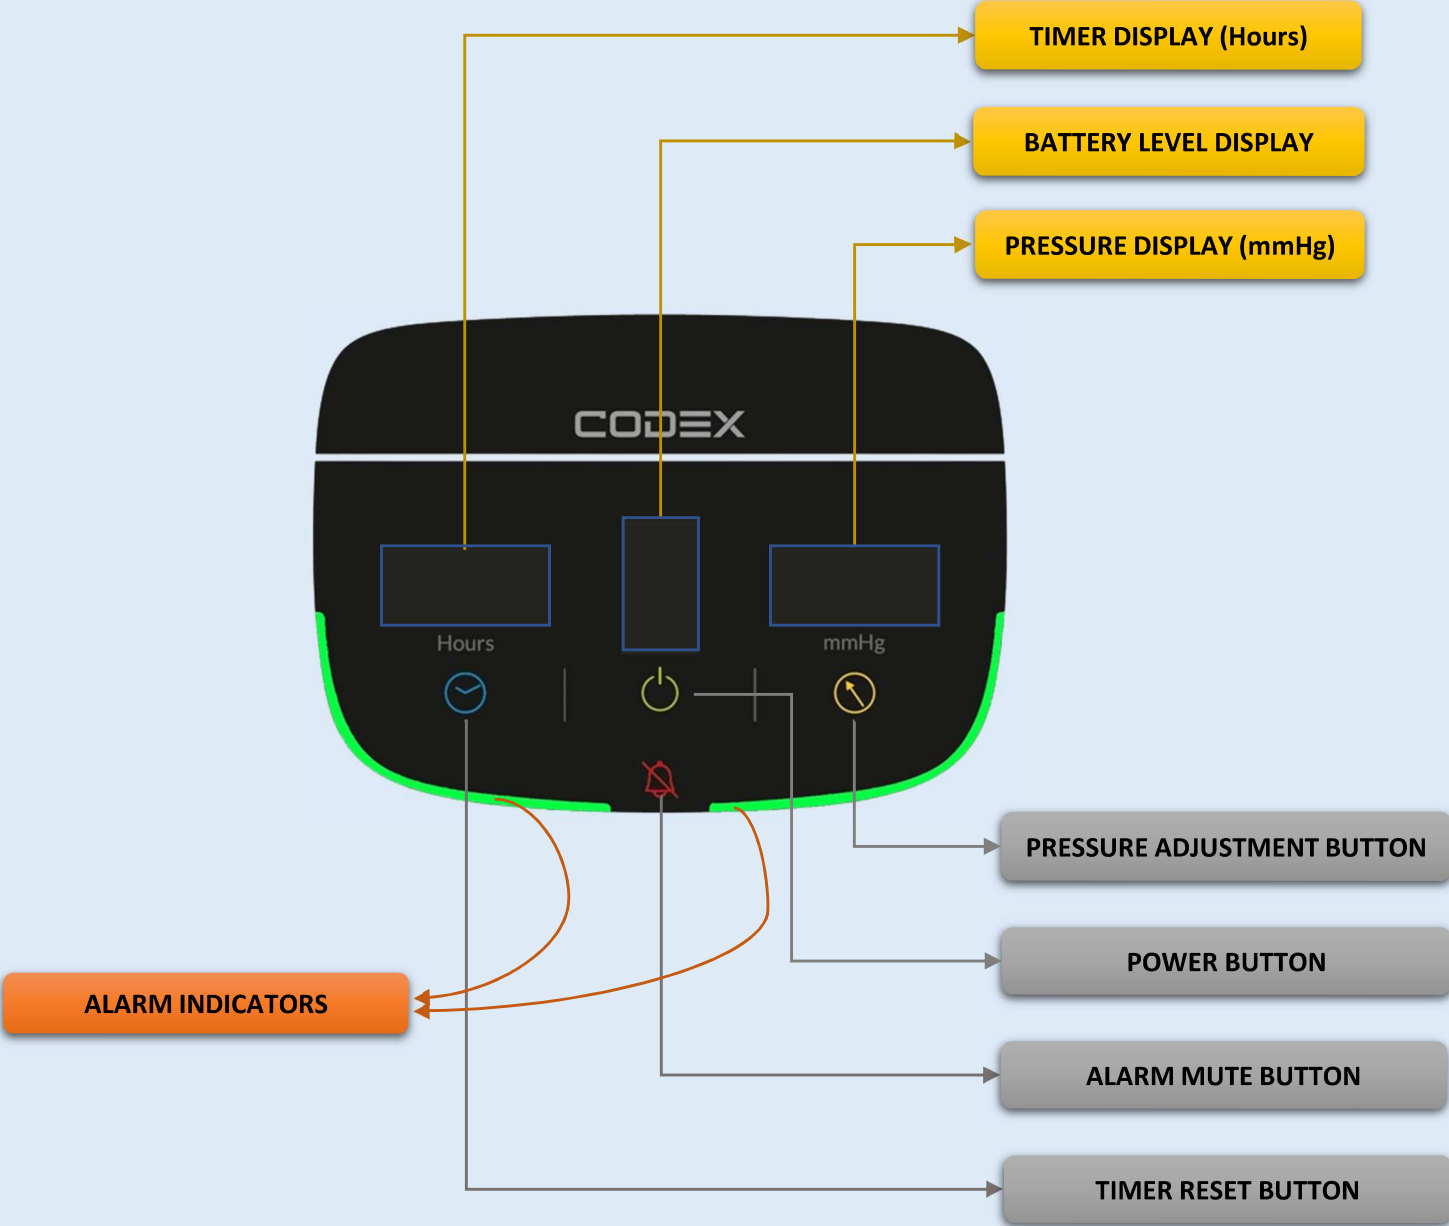 TIMER DISPLAY (Hours)
BATTERY LEVEL DISPLAY
PRESSURE DISPLAY (mmHg)
CODEX
Hours
mmHg
PRESSURE ADJUSTMENT BUTTON
POWER BUTTON
ALARM INDICATORS
ALARM MUTE BUTTON
TIMER RESET BUTTON